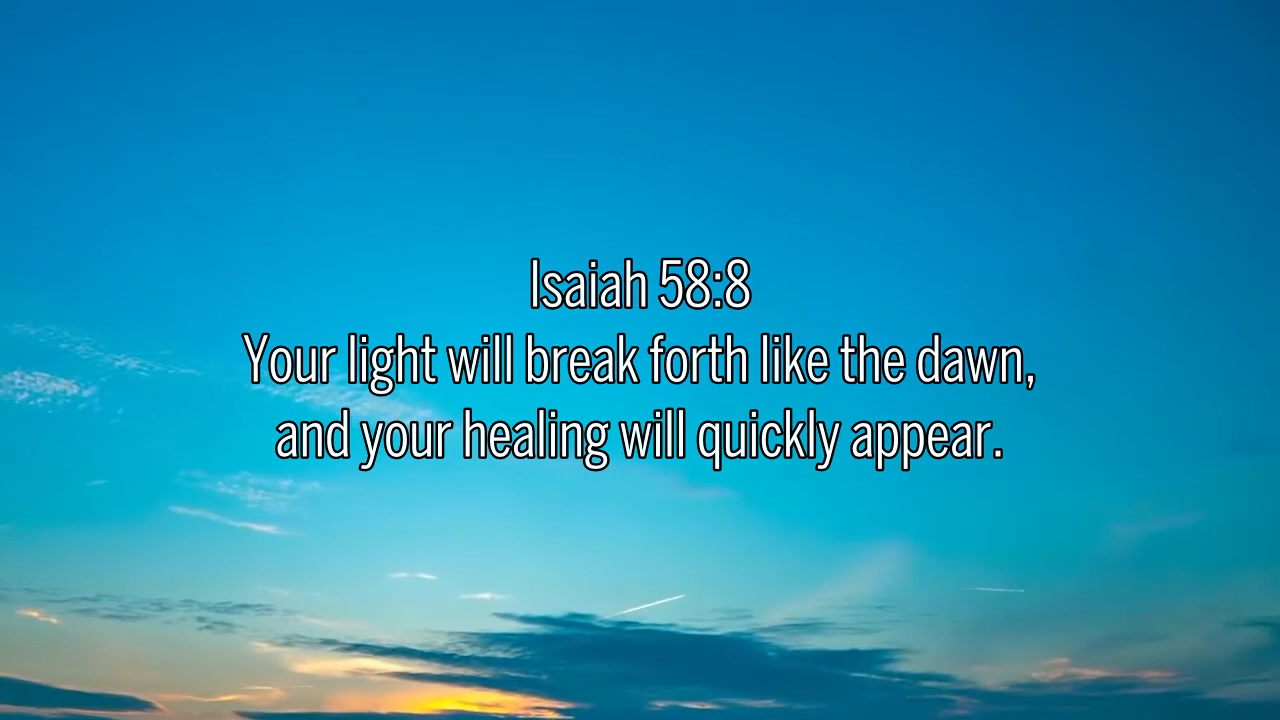 Isaiah 58:8
Your light will break forth like the dawn,
and your healing will quickly appear.